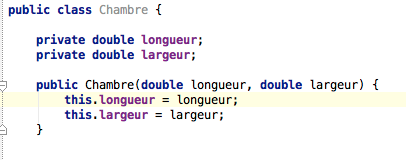 public class Chambre {
private double longueur;
private double largeur;
public Chambre(double longueur, double largeur) {
this.longueur = longueur;
this.largeur = largeur;
}